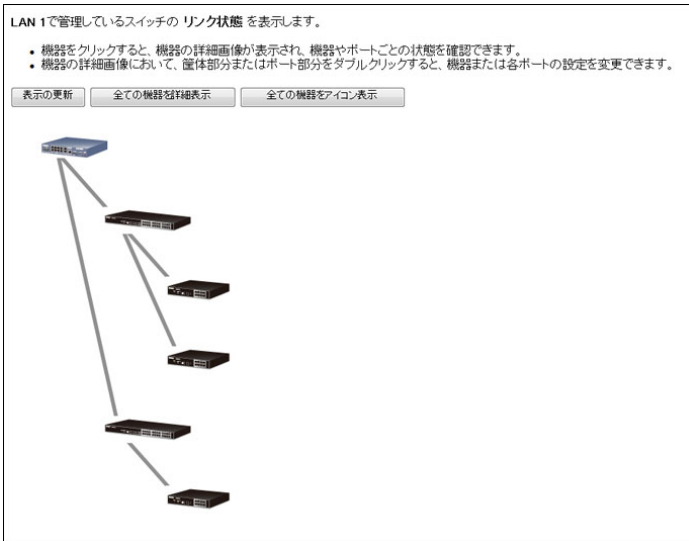 LAN 1で管理しているスイッチの リンク状態 を表示します。
• 機器をクリックすると、機器の詳細画像が表示され、機器やポートごとの状態を確認できます。
• 機器の詳細画像において、筐体部分またはポート部分をダブルクリックすると、機器または各ポートの設定を変更できます。
表示の更新 全ての機器を詳細表示 全ての機器をアイコン表示